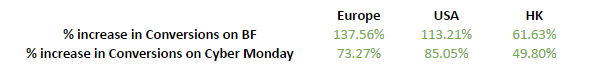 Europe USA HK
% increase in Conversions on BF 137.56% 113.21% 61.63%
% increase in Conversions on Cyber Monday 73.27% 85.05% 49.80%